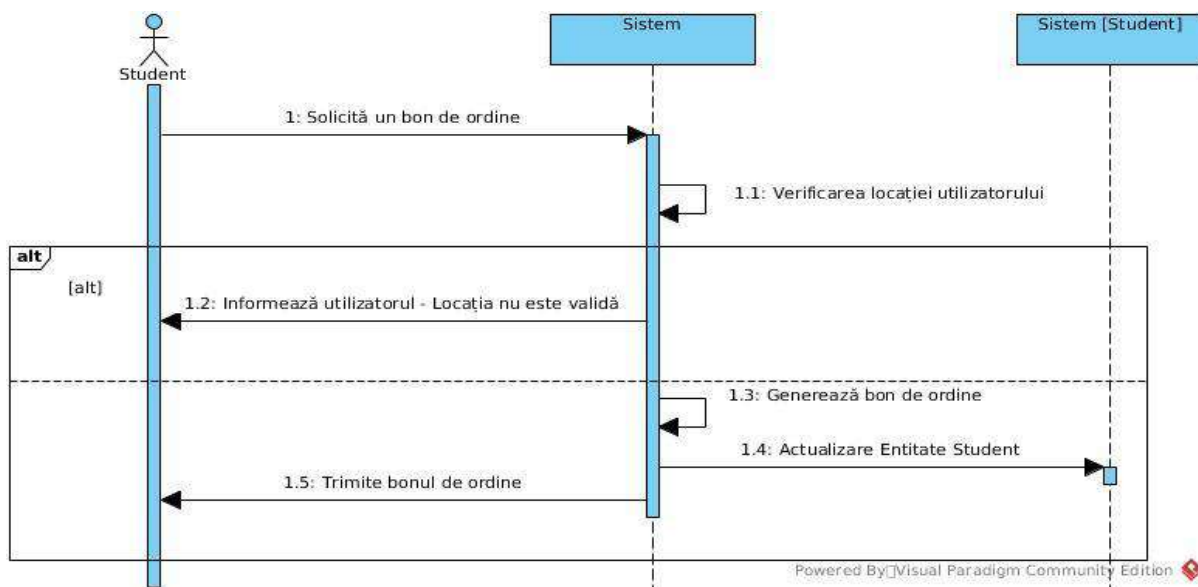 Sistem
Sistem [Student]
Student
1: Solicită un bon de ordine
1.1: Verificarea locației utilizatorului
alt
[alt]
1.2: Informează utilizatorul - Locația nu este validă
1.3: Generează bon de ordine
1.4: Actualizare Entitate Student
1.5: Trimite bonul de ordine
Powered By Visual Paradigm Community Edition